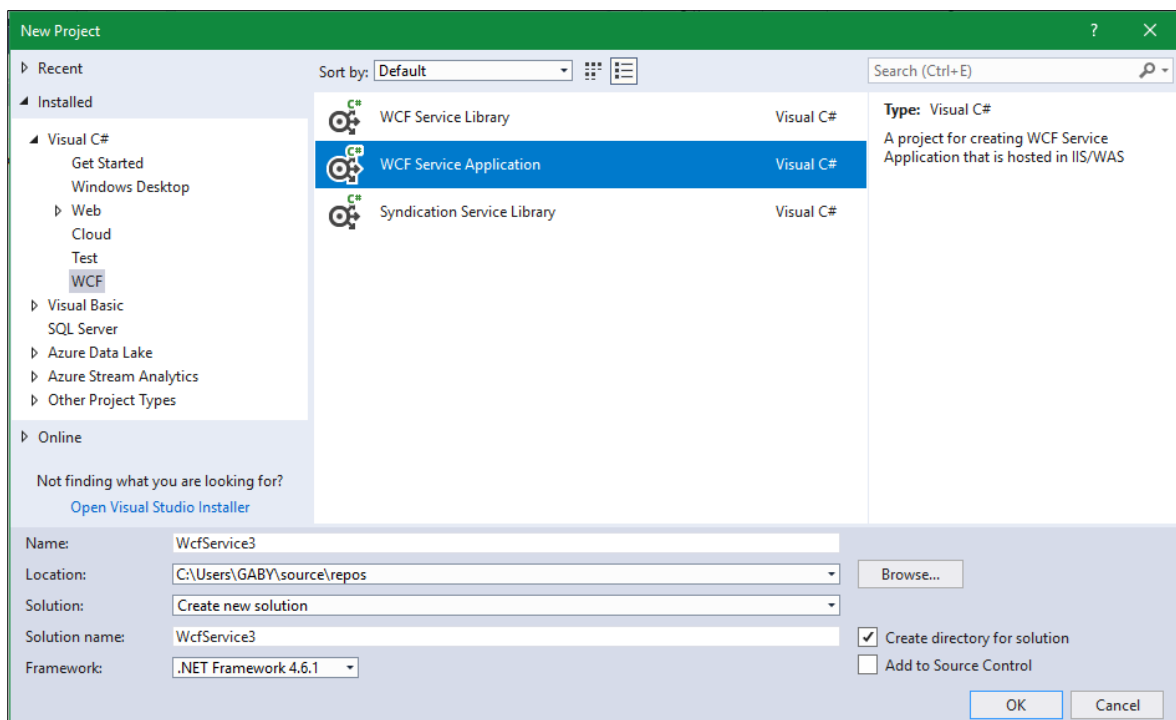 New Project
?
Recent
Installed
Visual C#
Get Started
Windows Desktop
Web
Cloud
Test
WCF
Visual Basic
SQL Server
Azure Data Lake
Azure Stream Analytics
Other Project Types
Online
Not finding what you are looking for?
Open Visual Studio Installer
Sort by: Default
C# WCF Service Library Visual C#
C# WCF Service Application Visual C#
C# Syndication Service Library Visual C#
Search (Ctrl+E)
Type: Visual C#
A project for creating WCF Service
Application that is hosted in IIS/WAS
Name: WcfService3
Location: C:\Users\GABY\source\repos Browse...
Solution: Create new solution
Solution name: WcfService3 Create directory for solution
Framework: .NET Framework 4.6.1 Add to Source Control
OK Cancel